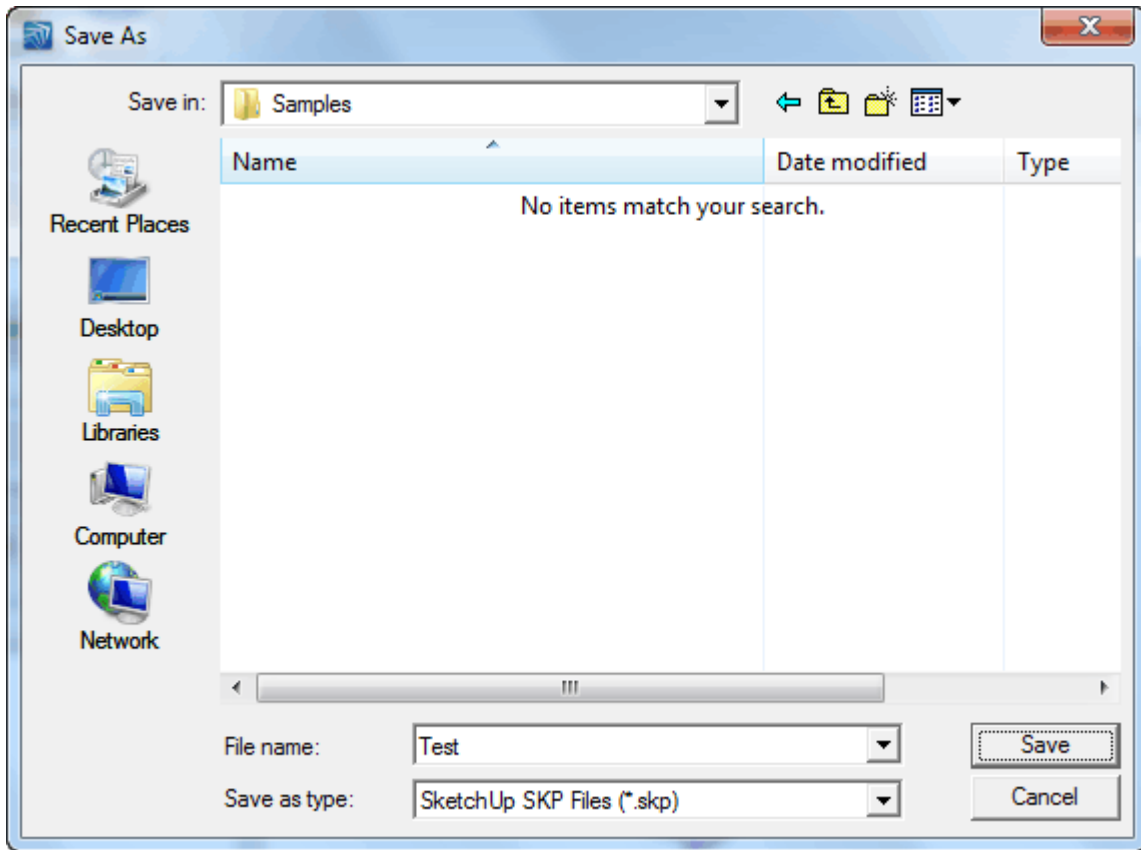 Save As
Save in: Samples
Name Date modified Type
No items match your search.
Recent Places
Desktop
Libraries
Computer
Network
File name: Test Save
Save as type: SketchUp SKP Files (*.skp) Cancel